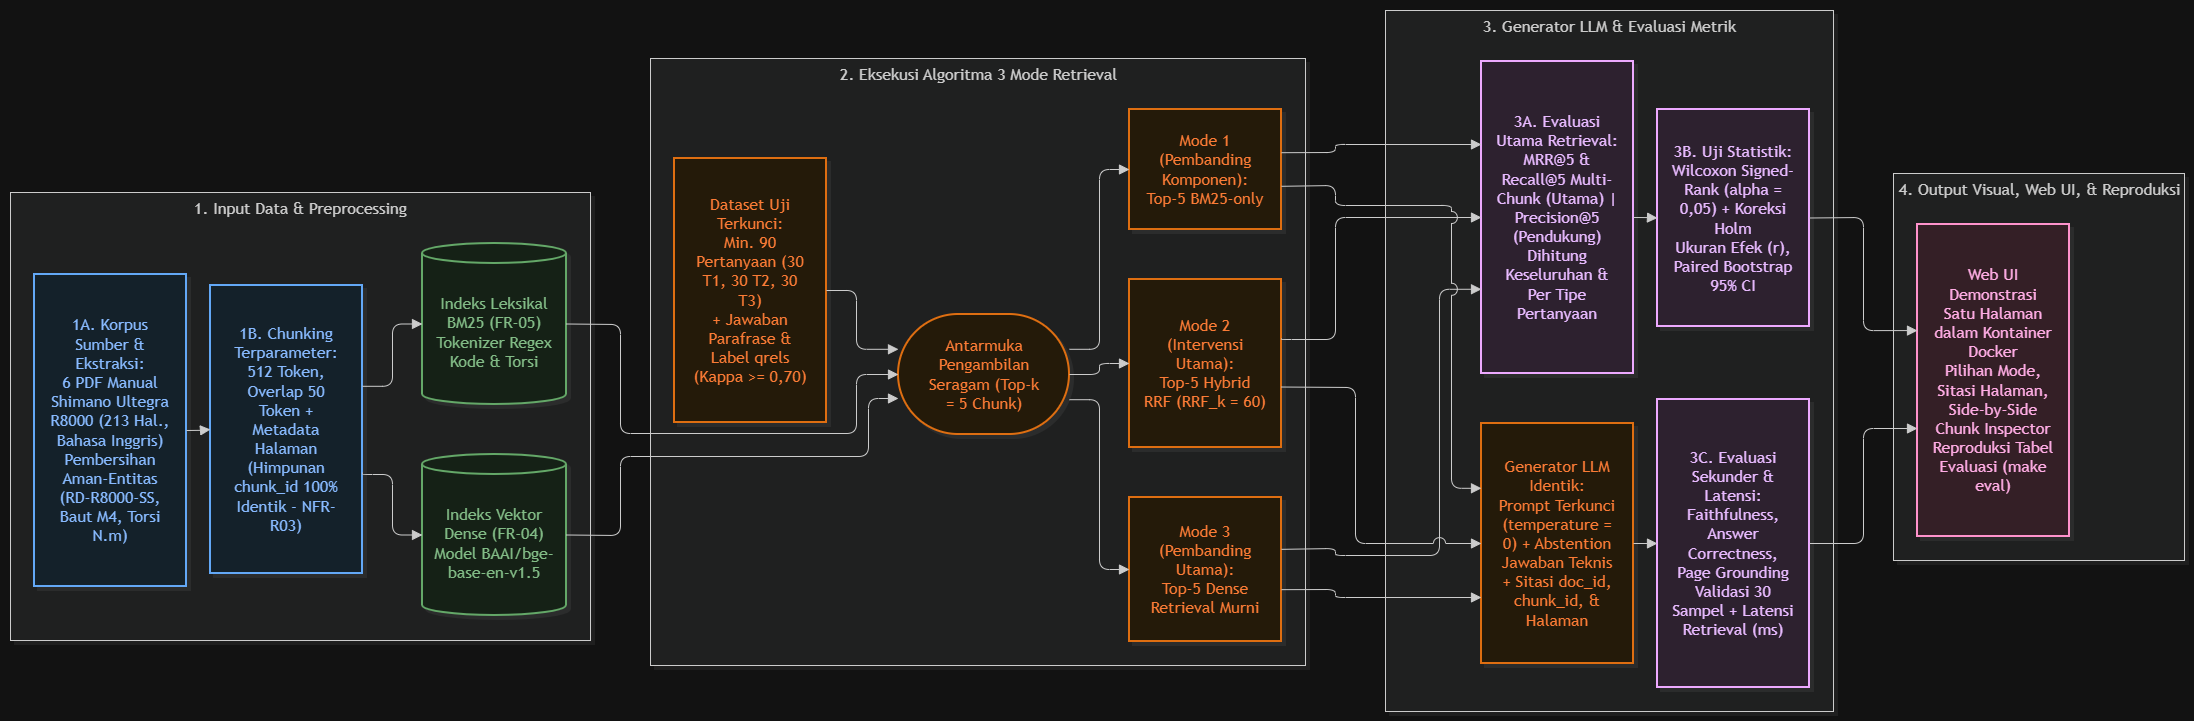 1. Input Data & Preprocessing
1A. Korpus
Sumber &
Ekstraksi:
6 PDF Manual
Shimano Ultegra
R8000 (213 Hal.,
Bahasa Inggris)
Pembersihan
Aman-Entitas
(RD-R8000-SS,
Baut M4, Torsi
N.m)
1B. Chunking
Terparameter:
512 Token,
Overlap 50
Token +
Metadata
Halaman
(Himpunan
chunk_id 100%
Identik - NFR-
R03)
Indeks Leksikal
BM25 (FR-05)
Tokenizer Regex
Kode & Torsi
Indeks Vektor
Dense (FR-04)
Model BAAI/bge-
base-en-v1.5
2. Eksekusi Algoritma 3 Mode Retrieval
Dataset Uji
Terkunci:
Min. 90
Pertanyaan (30
T1, 30 T2, 30
T3)
+ Jawaban
Parafrase &
Label qrels
(Kappa >= 0,70)
Antarmuka
Pengambilan
Seragam (Top-k
= 5 Chunk)
Mode 1
(Pembanding
Komponen):
Top-5 BM25-only
Mode 2
(Intervensi
Utama):
Top-5 Hybrid
RRF (RRF_k = 60)
Mode 3
(Pembanding
Utama):
Top-5 Dense
Retrieval Murni
3. Generator LLM & Evaluasi Metrik
3A. Evaluasi
Utama Retrieval:
MRR@5 &
Recall@5 Multi-
Chunk (Utama) |
Precision@5
(Pendukung)
Dihitung
Keseluruhan &
Per Tipe
Pertanyaan
3B. Uji Statistik:
Wilcoxon Signed-
Rank (alpha =
0,05) + Koreksi
Holm
Ukuran Efek (r),
Paired Bootstrap
95% CI
Generator LLM
Identik:
Prompt Terkunci
(temperature =
0) + Abstention
Jawaban Teknis
+ Sitasi doc_id,
chunk_id, &
Halaman
3C. Evaluasi
Sekunder &
Latensi:
Faithfulness,
Answer
Correctness,
Page Grounding
Validasi 30
Sampel + Latensi
Retrieval (ms)
4. Output Visual, Web UI, & Reproduksi
Web UI
Demonstrasi
Satu Halaman
dalam Kontainer
Docker
Pilihan Mode,
Sitasi Halaman,
Side-by-Side
Chunk Inspector
Reproduksi Tabel
Evaluasi (make
eval)